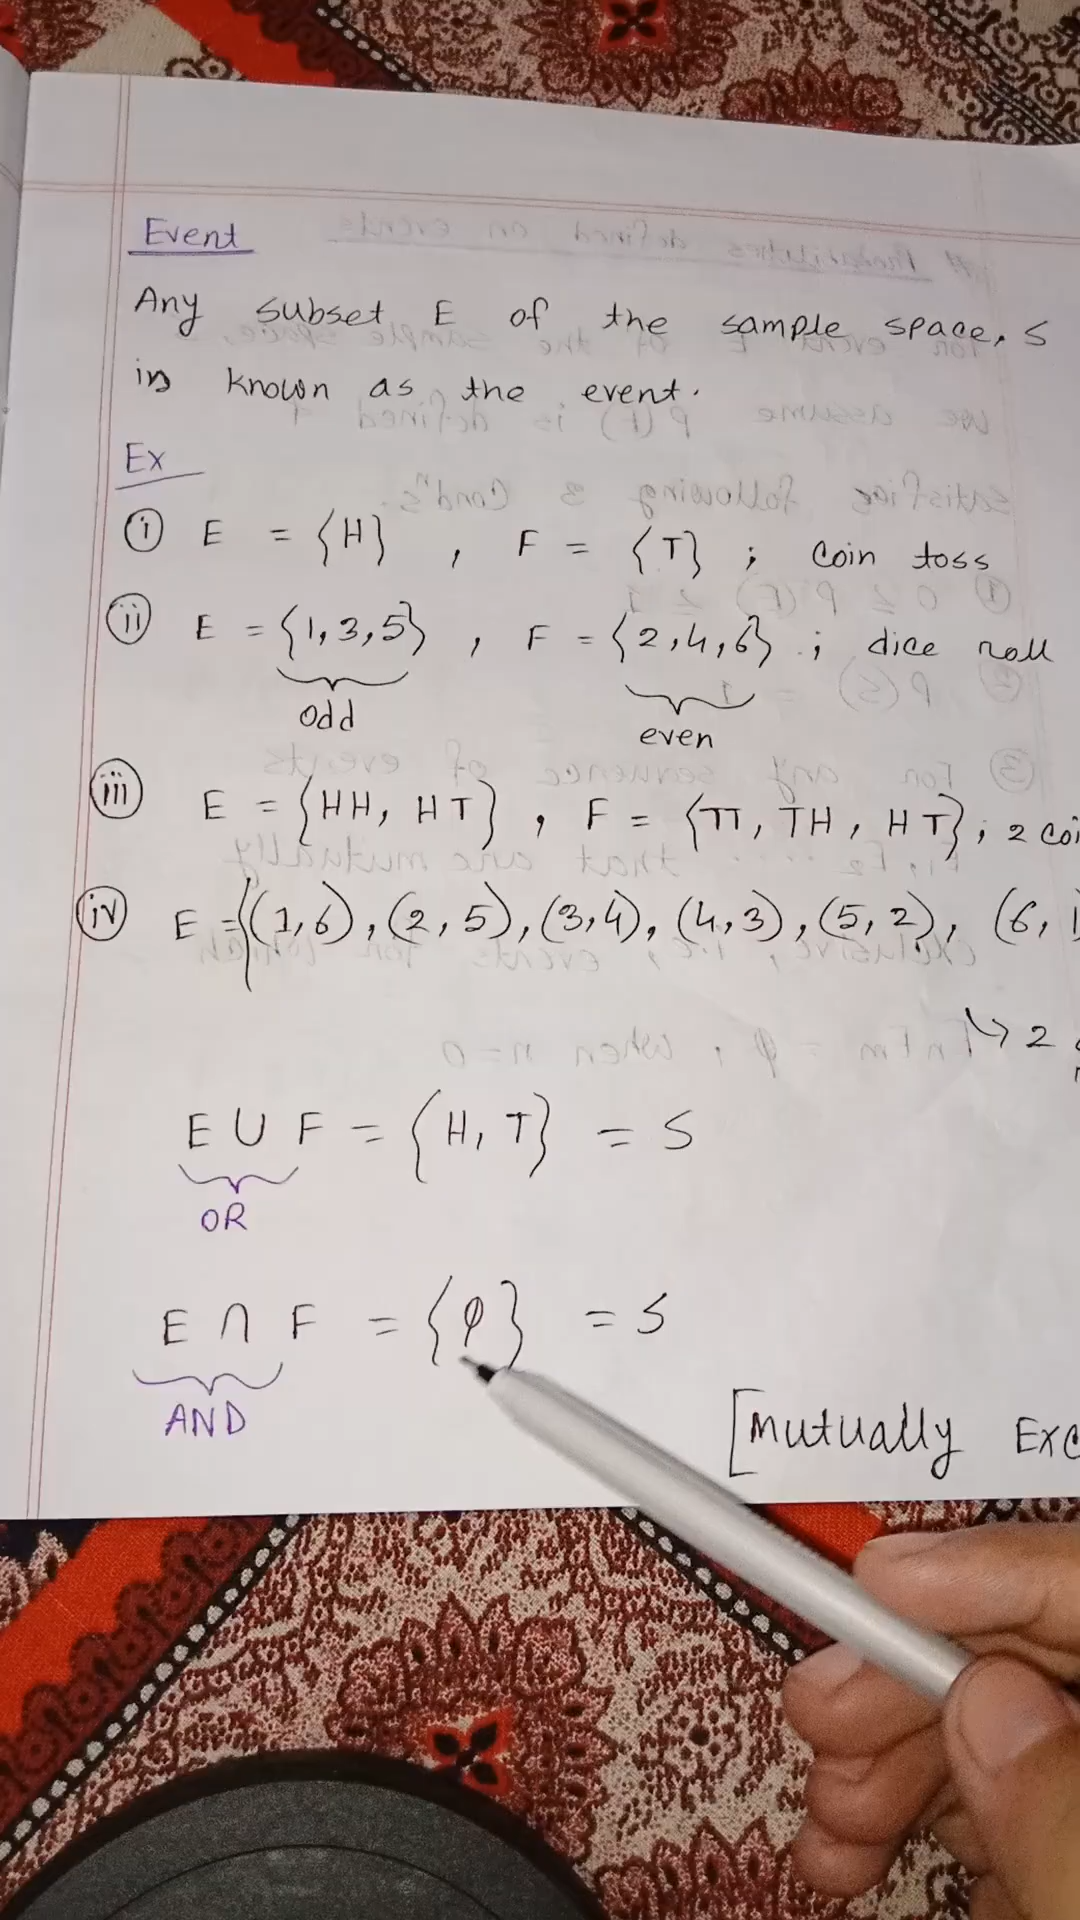 Event
Any subset E of the sample space, S
is known as the event.
Ex
(i) E = {H} , F = {T} ; coin toss
(ii) E = {1,3,5} , F = {2,4,6} ; dice roll
odd even
(iii) E = {HH, HT} , F = {TT, TH, HT} ; 2 coi
(iv) E = {(1,6), (2,5), (3,4), (4,3), (5,2), (6,1
↳ 2
E ∪ F = {H, T} = S
OR
E ∩ F = {φ} = S
AND
[Mutually Exc